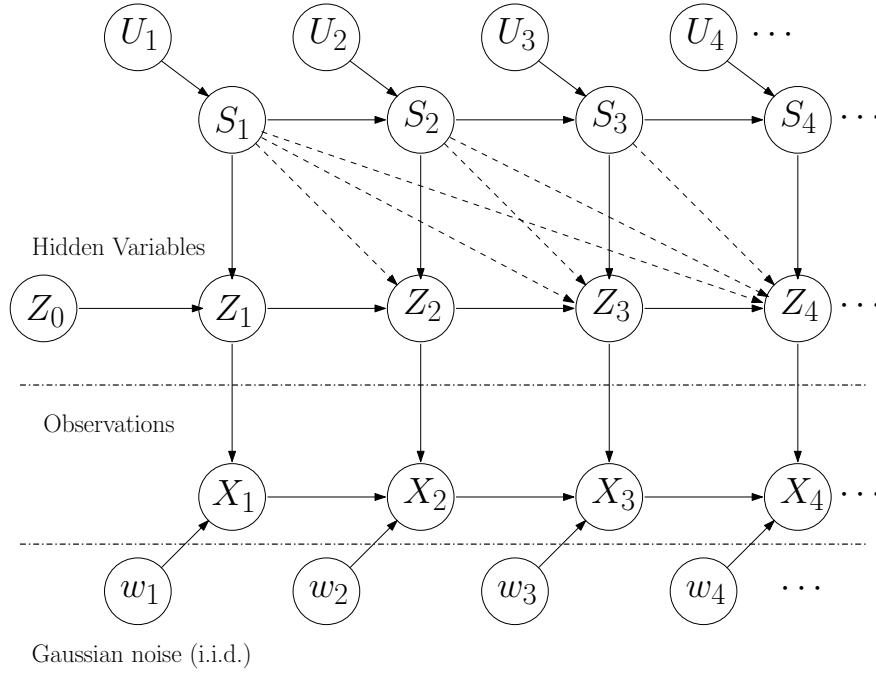 U₁ U₂ U₃ U₄ ⋯
S₁ S₂ S₃ S₄ ⋯
Hidden Variables
Z₀ Z₁ Z₂ Z₃ Z₄ ⋯
Observations
X₁ X₂ X₃ X₄ ⋯
w₁ w₂ w₃ w₄ ⋯
Gaussian noise (i.i.d.)